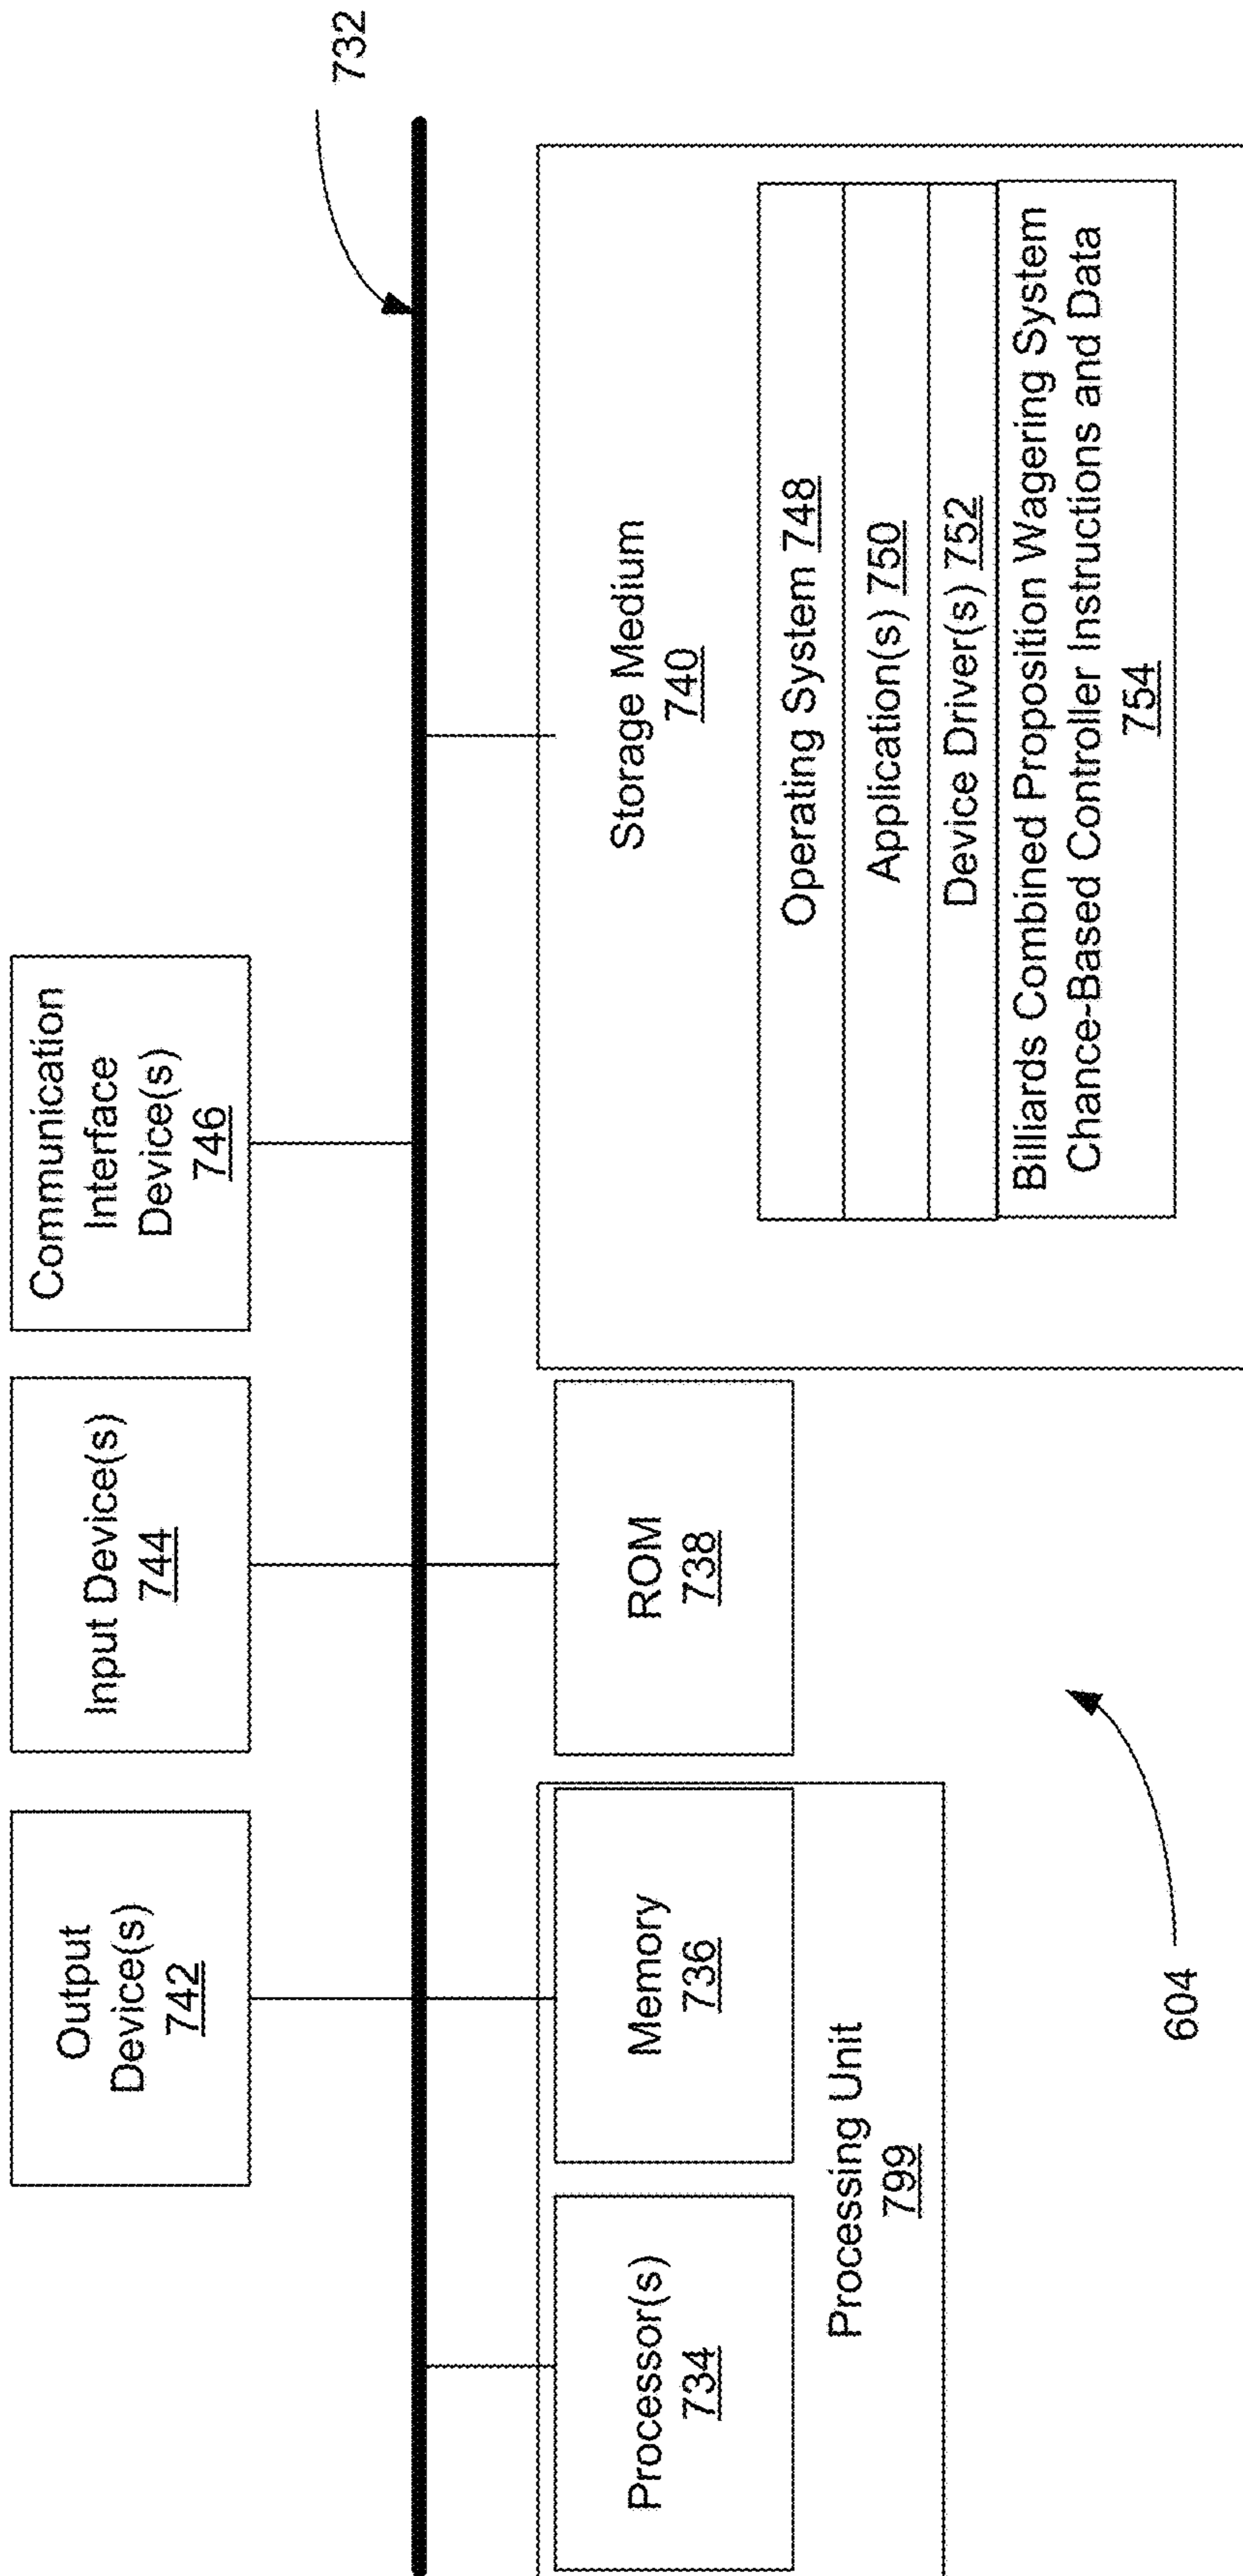 732
Output
Device(s)
742
Input Device(s)
744
Communication
Interface
Device(s)
746
Processor(s)
734
Memory
736
Processing Unit
799
ROM
738
Storage Medium
740
Operating System 748
Application(s) 750
Device Driver(s) 752
Billiards Combined Proposition Wagering System
Chance-Based Controller Instructions and Data
754
604